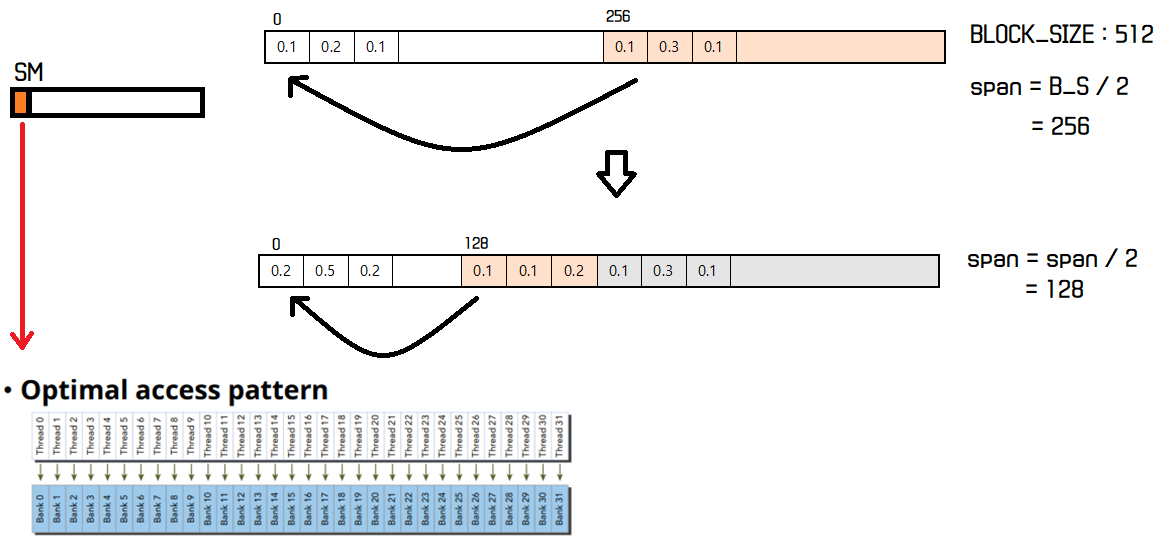 0
256
0.1 0.2 0.1 0.1 0.3 0.1
BLOCK_SIZE : 512
SM
span = B_S / 2
= 256
0
128
0.2 0.5 0.2 0.1 0.1 0.2 0.1 0.3 0.1
span = span / 2
= 128
• Optimal access pattern
Thread 0 Thread 1 Thread 2 Thread 3 Thread 4 Thread 5 Thread 6 Thread 7 Thread 8 Thread 9 Thread 10 Thread 11 Thread 12 Thread 13 Thread 14 Thread 15 Thread 16 Thread 17 Thread 18 Thread 19 Thread 20 Thread 21 Thread 22 Thread 23 Thread 24 Thread 25 Thread 26 Thread 27 Thread 28 Thread 29 Thread 30 Thread 31
Bank 0 Bank 1 Bank 2 Bank 3 Bank 4 Bank 5 Bank 6 Bank 7 Bank 8 Bank 9 Bank 10 Bank 11 Bank 12 Bank 13 Bank 14 Bank 15 Bank 16 Bank 17 Bank 18 Bank 19 Bank 20 Bank 21 Bank 22 Bank 23 Bank 24 Bank 25 Bank 26 Bank 27 Bank 28 Bank 29 Bank 30 Bank 31